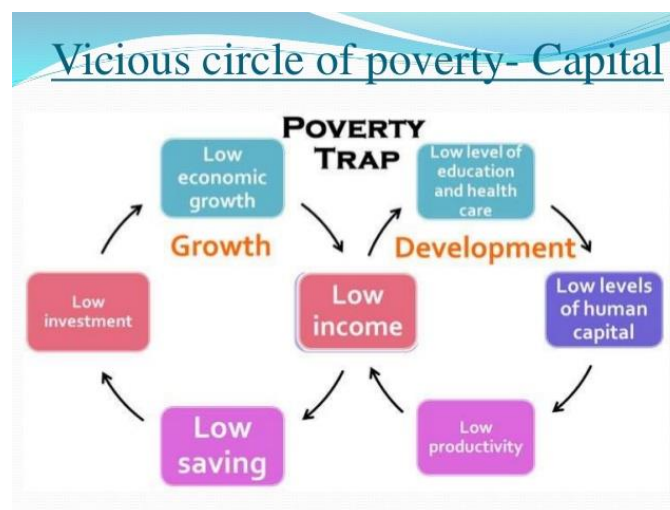 Vicious circle of poverty- Capital
POVERTY
TRAP
Low
economic
growth
Low level of
education
and health
care
Growth
Development
Low
investment
Low
income
Low levels
of human
capital
Low
saving
Low
productivity